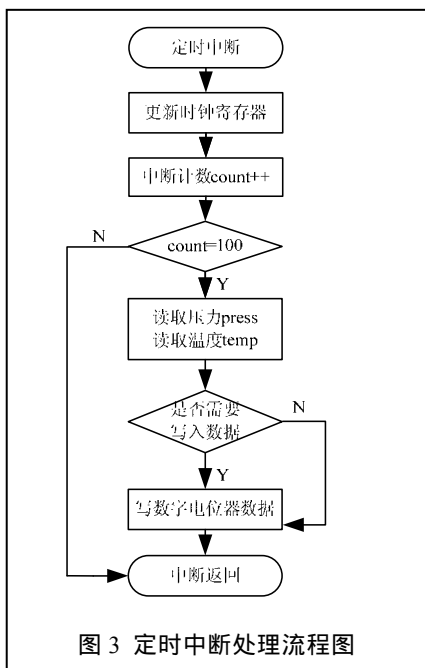 定时中断
更新时钟寄存器
中断计数count++
N
count=100
Y
读取压力press
读取温度temp
是否需要
N
写入数据
Y
写数字电位器数据
中断返回
图 3 定时中断处理流程图